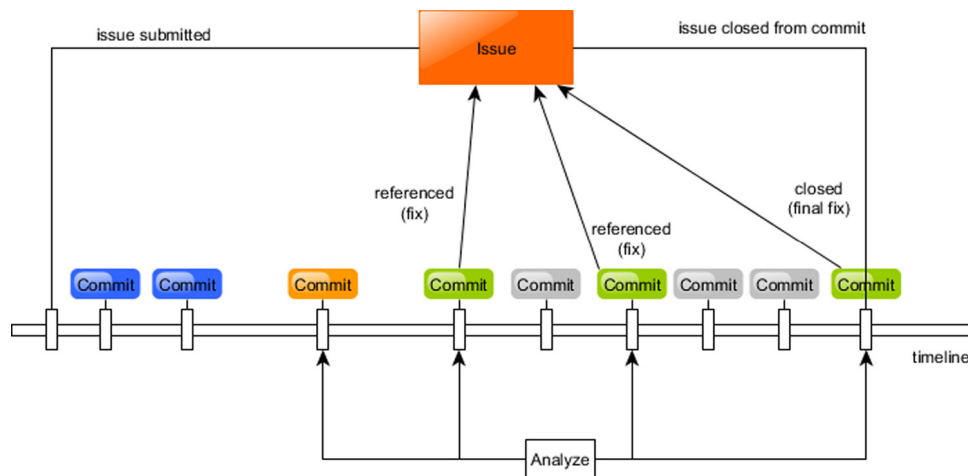 issue submitted
Issue
issue closed from commit
referenced
(fix)
referenced
(fix)
closed
(final fix)
Commit
Commit
Commit
Commit
Commit
Commit
Commit
Commit
Commit
timeline
Analyze